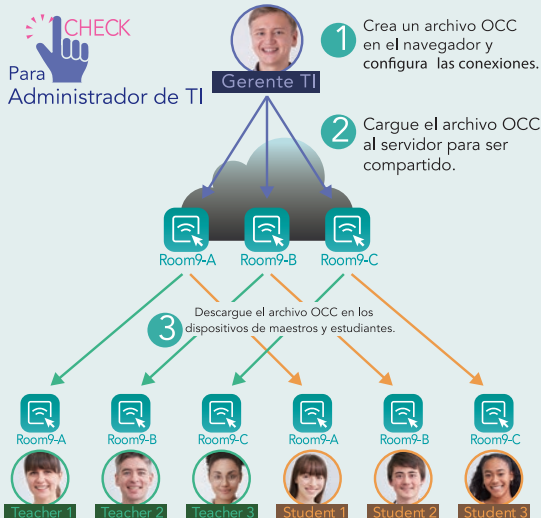 CHECK
Para
Administrador de TI
Gerente TI
1 Crea un archivo OCC
en el navegador y
configura las conexiones.
2 Cargue el archivo OCC
al servidor para ser
compartido.
Room9-A Room9-B Room9-C
3 Descargue el archivo OCC en los
dispositivos de maestros y estudiantes.
Room9-A Room9-B Room9-C Room9-A Room9-B Room9-C
Teacher 1 Teacher 2 Teacher 3 Student 1 Student 2 Student 3